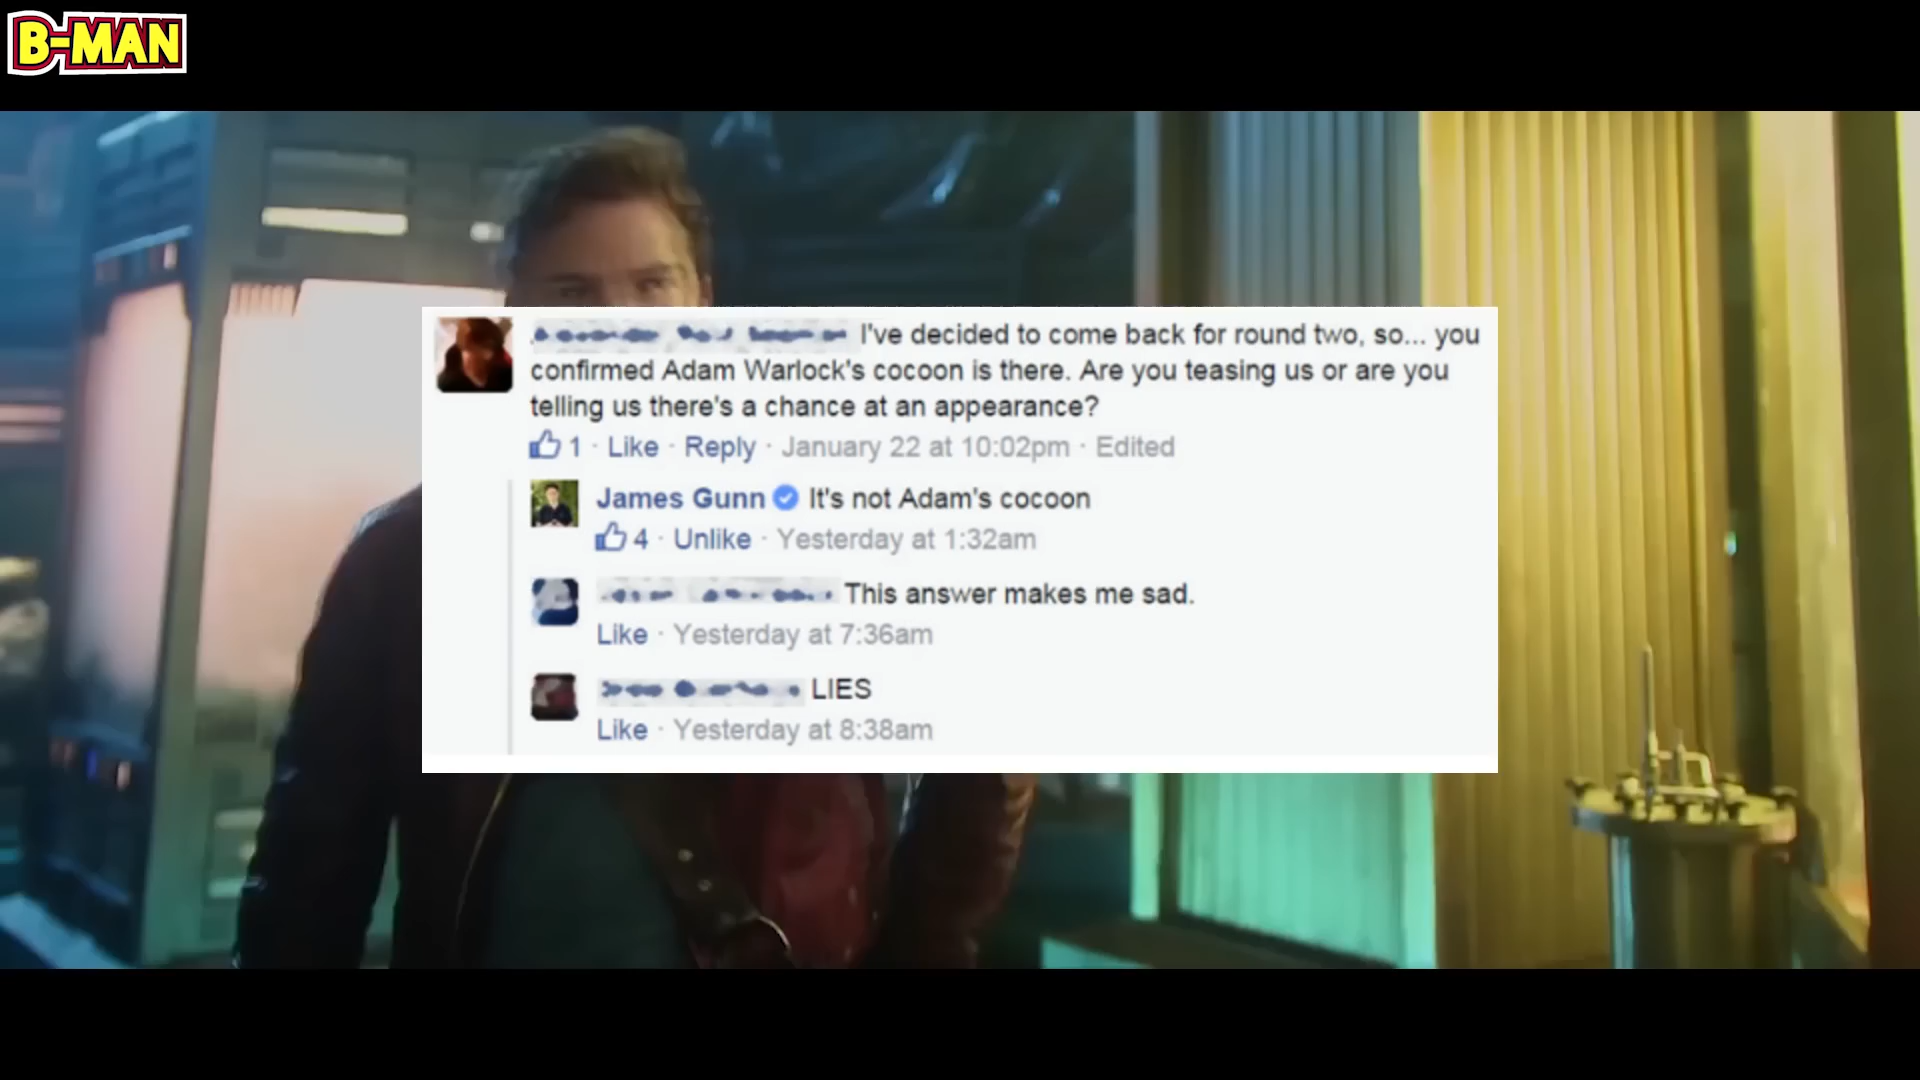 B-MAN
I've decided to come back for round two, so... you
confirmed Adam Warlock's cocoon is there. Are you teasing us or are you
telling us there's a chance at an appearance?
1 · Like · Reply · January 22 at 10:02pm · Edited
James Gunn It's not Adam's cocoon
4 · Unlike · Yesterday at 1:32am
This answer makes me sad.
Like · Yesterday at 7:36am
LIES
Like · Yesterday at 8:38am